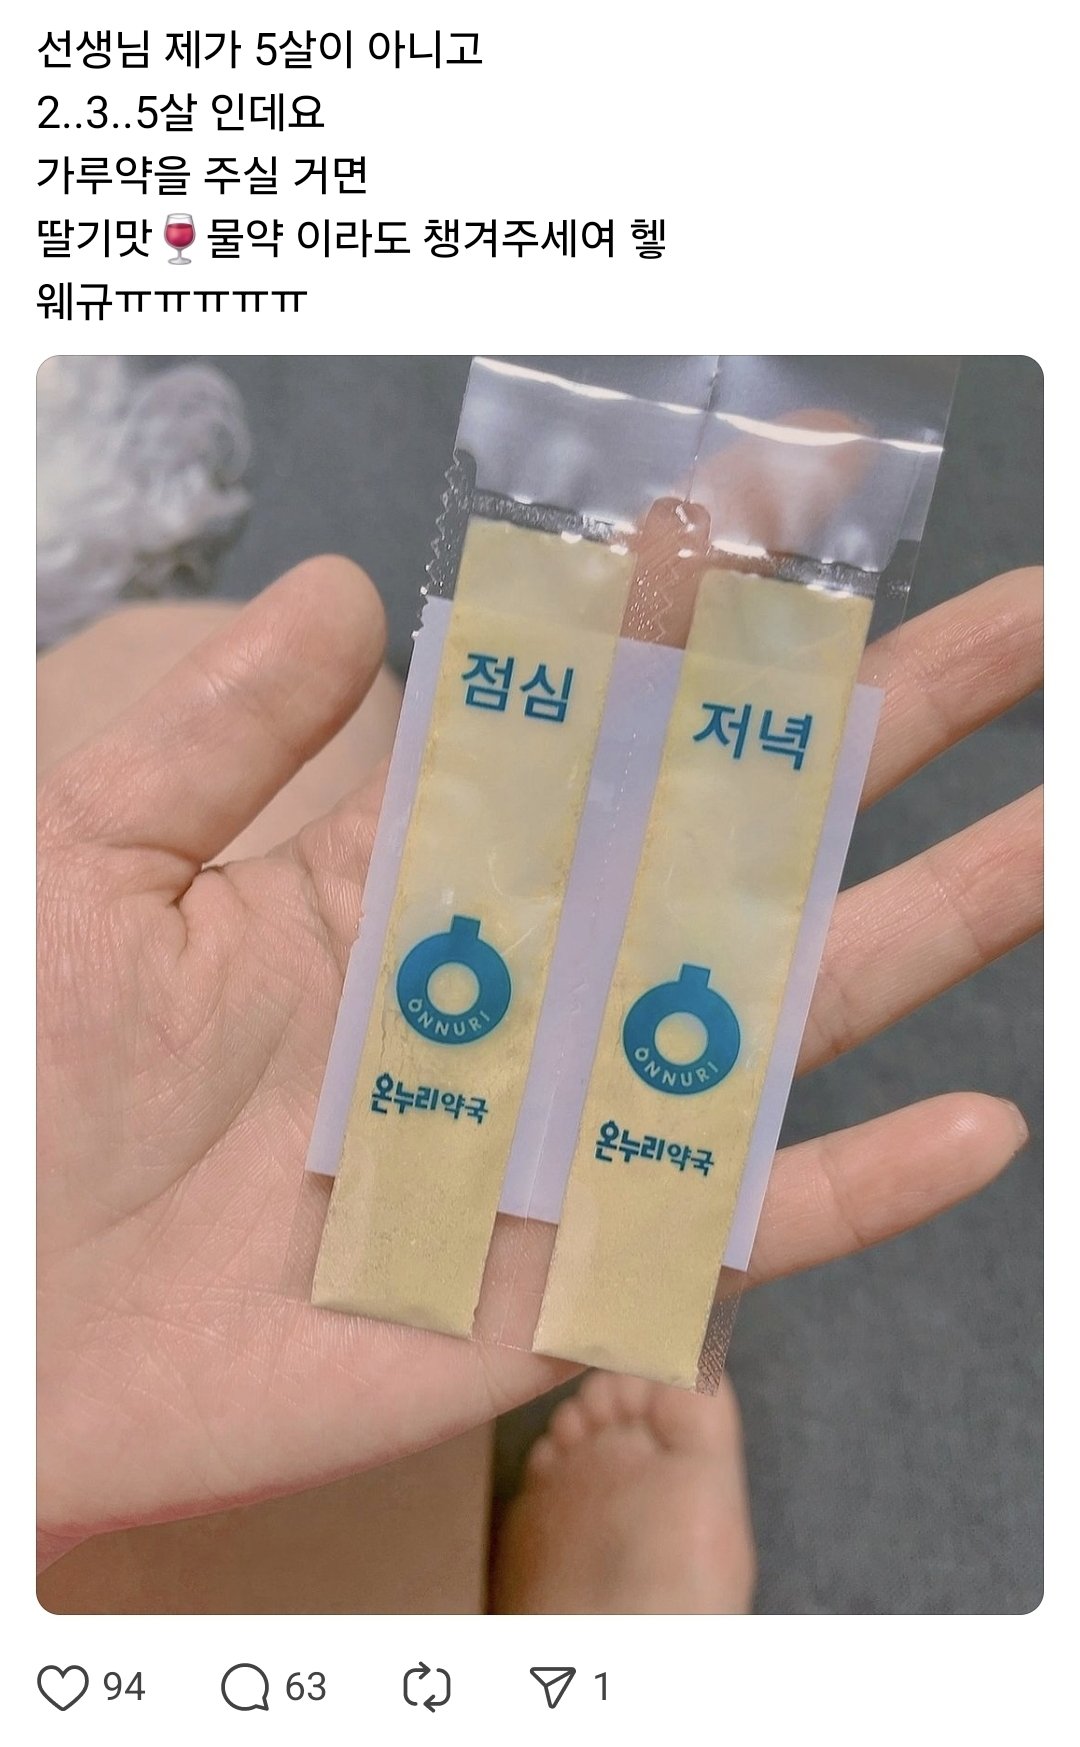 선생님 제가 5살이 아니고
2..3..5살 인데요
가루약을 주실 거면
딸기맛🍷물약 이라도 챙겨주세여 헿
웨규ㅠㅠㅠㅠㅠ
점심
저녁
ONNURI
온누리약국
ONNURI
온누리약국
94
63
1